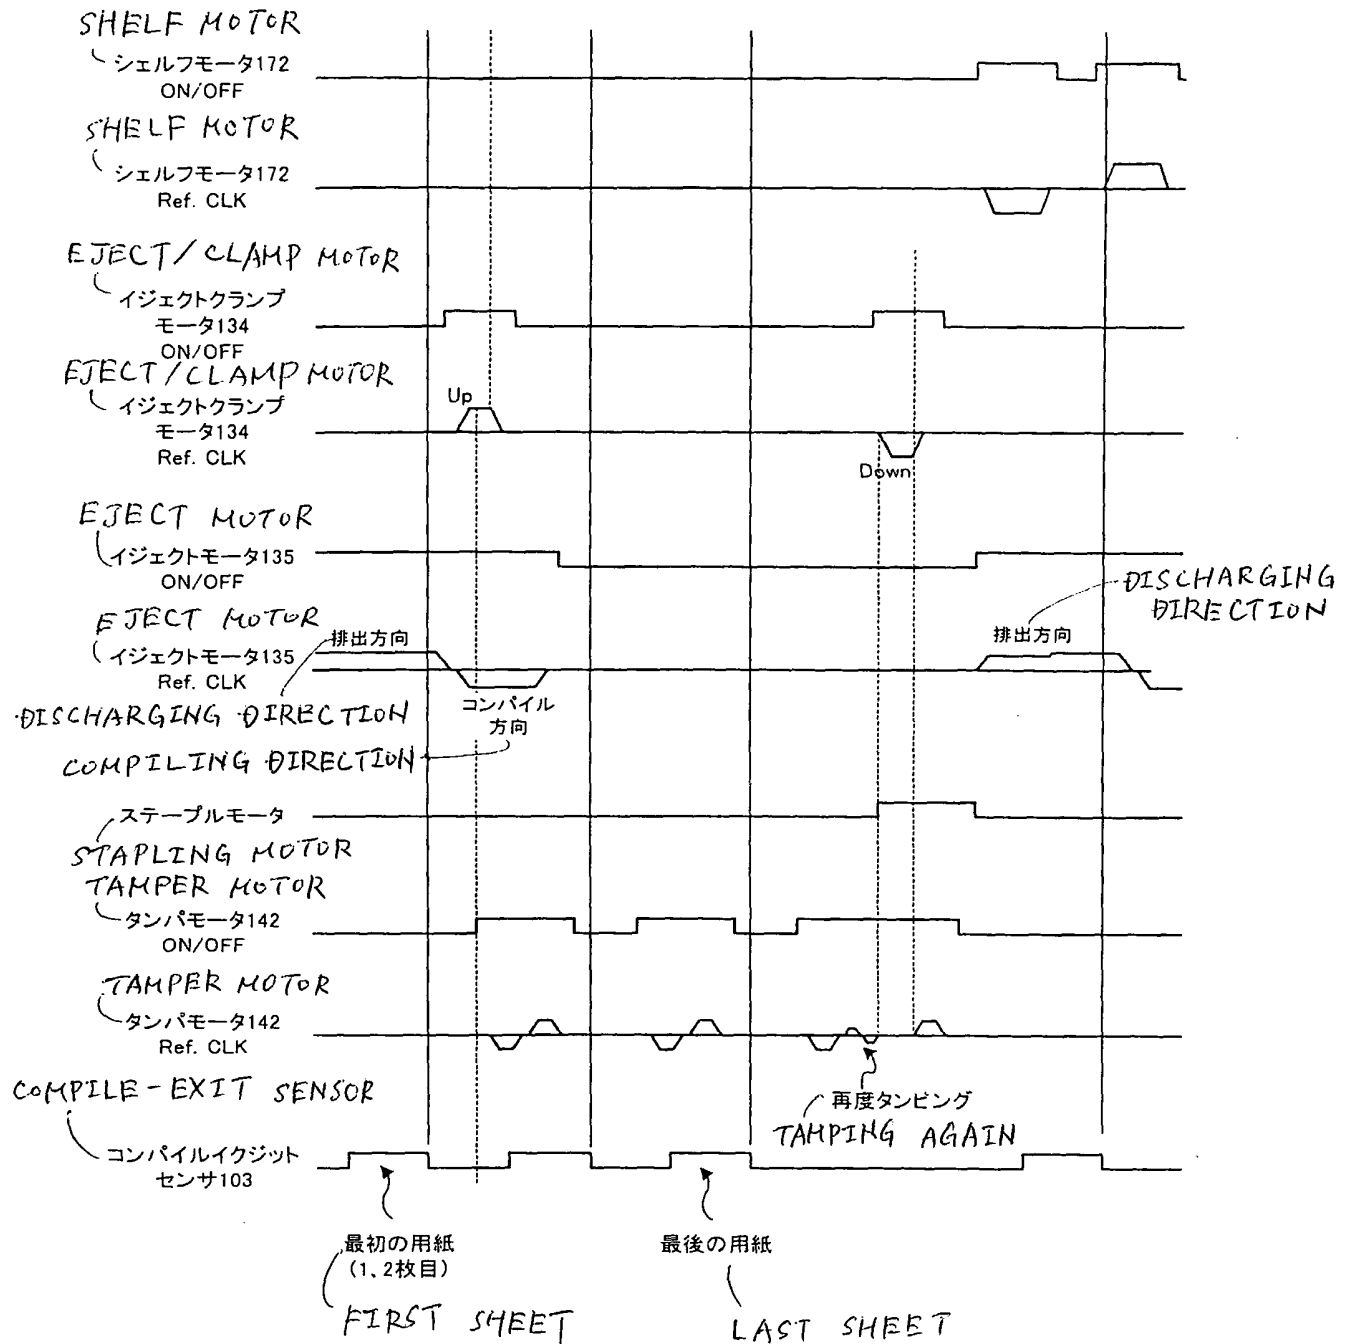 SHELF MOTOR
シェルフモータ172
ON/OFF
SHELF MOTOR
シェルフモータ172
Ref. CLK
EJECT/CLAMP MOTOR
イジェクトクランプ
モータ134
ON/OFF
EJECT/CLAMP MOTOR
イジェクトクランプ
モータ134
Ref. CLK
Up
Down
EJECT MOTOR
イジェクトモータ135
ON/OFF
DISCHARGING
DIRECTION
EJECT MOTOR
排出方向
排出方向
イジェクトモータ135
Ref. CLK
DISCHARGING DIRECTION
コンパイル
方向
COMPILING DIRECTION
ステープルモータ
STAPLING MOTOR
TAMPER MOTOR
タンパモータ142
ON/OFF
TAMPER MOTOR
タンパモータ142
Ref. CLK
COMPILE-EXIT SENSOR
再度タンピング
TAMPING AGAIN
コンパイルイクジット
センサ103
最初の用紙
(1、2枚目)
最後の用紙
FIRST SHEET
LAST SHEET